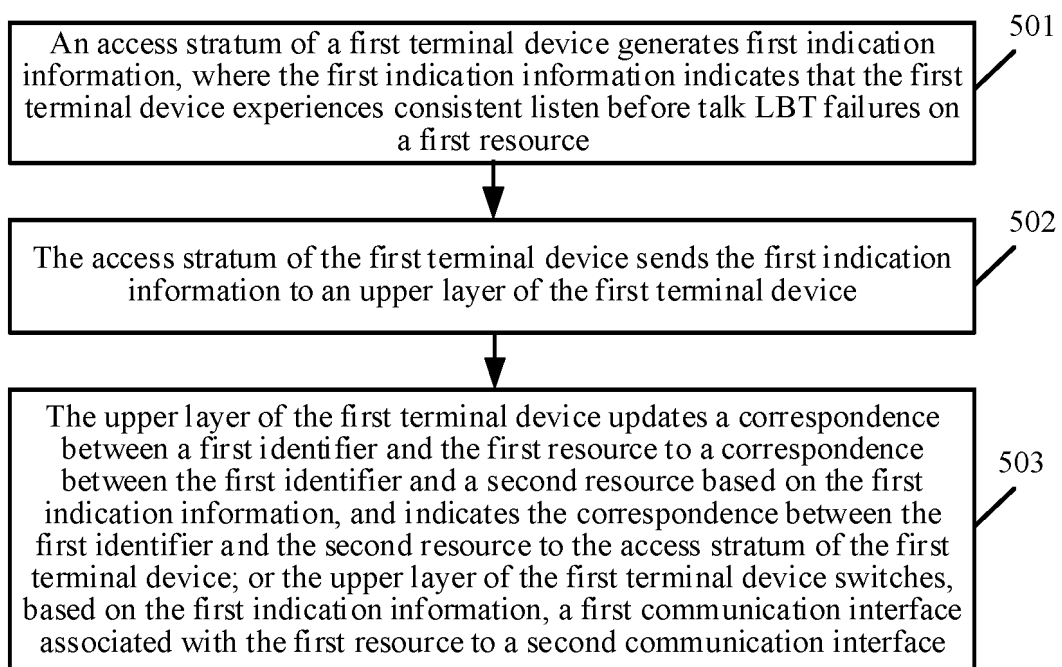 501
An access stratum of a first terminal device generates first indication
information, where the first indication information indicates that the first
terminal device experiences consistent listen before talk LBT failures on
a first resource
502
The access stratum of the first terminal device sends the first indication
information to an upper layer of the first terminal device
503
The upper layer of the first terminal device updates a correspondence
between a first identifier and the first resource to a correspondence
between the first identifier and a second resource based on the first
indication information, and indicates the correspondence between the
first identifier and the second resource to the access stratum of the first
terminal device; or the upper layer of the first terminal device switches,
based on the first indication information, a first communication interface
associated with the first resource to a second communication interface